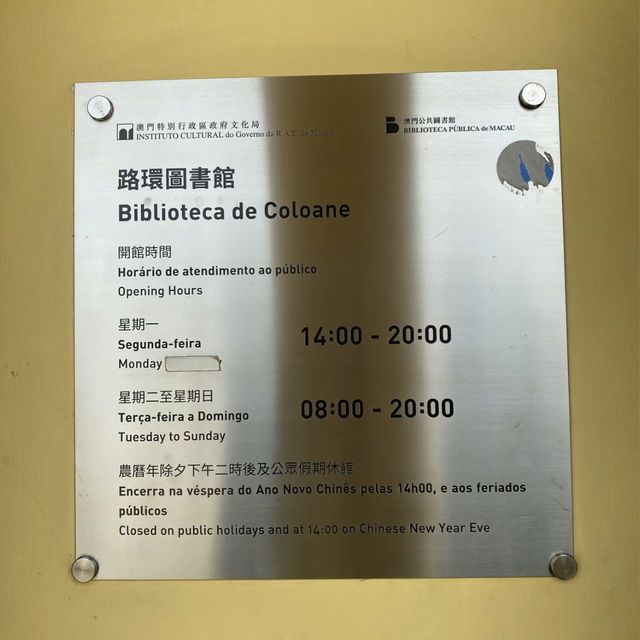 澳門特別行政區政府文化局
INSTITUTO CULTURAL do Governo da R.A.E. de Macau
澳門公共圖書館
BIBLIOTECA PÚBLICA de MACAU
路環圖書館
Biblioteca de Coloane
開館時間
Horário de atendimento ao público
Opening Hours
星期一
Segunda-feira
Monday
14:00 - 20:00
星期二至星期日
Terça-feira a Domingo
Tuesday to Sunday
08:00 - 20:00
農曆年除夕下午二時後及公眾假期休館
Encerra na véspera do Ano Novo Chinês pelas 14h00, e aos feriados
públicos
Closed on public holidays and at 14:00 on Chinese New Year Eve